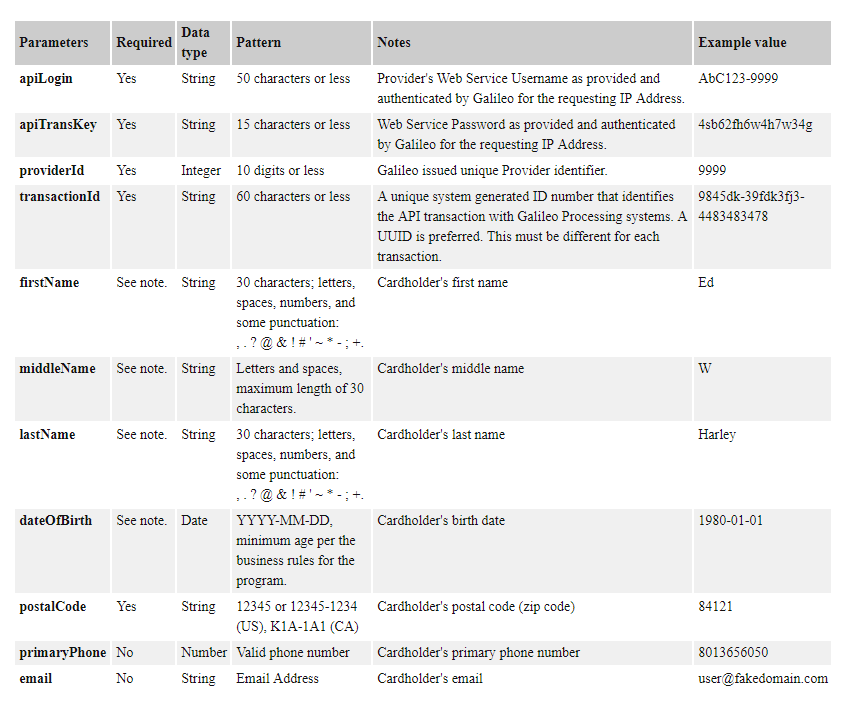 Parameters Required Data type Pattern Notes Example value
apiLogin Yes String 50 characters or less Provider's Web Service Username as provided and authenticated by Galileo for the requesting IP Address. AbC123-9999
apiTransKey Yes String 15 characters or less Web Service Password as provided and authenticated by Galileo for the requesting IP Address. 4sb62fh6w4h7w34g
providerId Yes Integer 10 digits or less Galileo issued unique Provider identifier. 9999
transactionId Yes String 60 characters or less A unique system generated ID number that identifies the API transaction with Galileo Processing systems. A UUID is preferred. This must be different for each transaction. 9845dk-39fdk3fj3-4483483478
firstName See note. String 30 characters; letters, spaces, numbers, and some punctuation: , . ? @ & ! # ' ~ * - ; +. Cardholder's first name Ed
middleName See note. String Letters and spaces, maximum length of 30 characters. Cardholder's middle name W
lastName See note. String 30 characters; letters, spaces, numbers, and some punctuation: , . ? @ & ! # ' ~ * - ; +. Cardholder's last name Harley
dateOfBirth See note. Date YYYY-MM-DD, minimum age per the business rules for the program. Cardholder's birth date 1980-01-01
postalCode Yes String 12345 or 12345-1234 (US), K1A-1A1 (CA) Cardholder's postal code (zip code) 84121
primaryPhone No Number Valid phone number Cardholder's primary phone number 8013656050
email No String Email Address Cardholder's email user@fakedomain.com